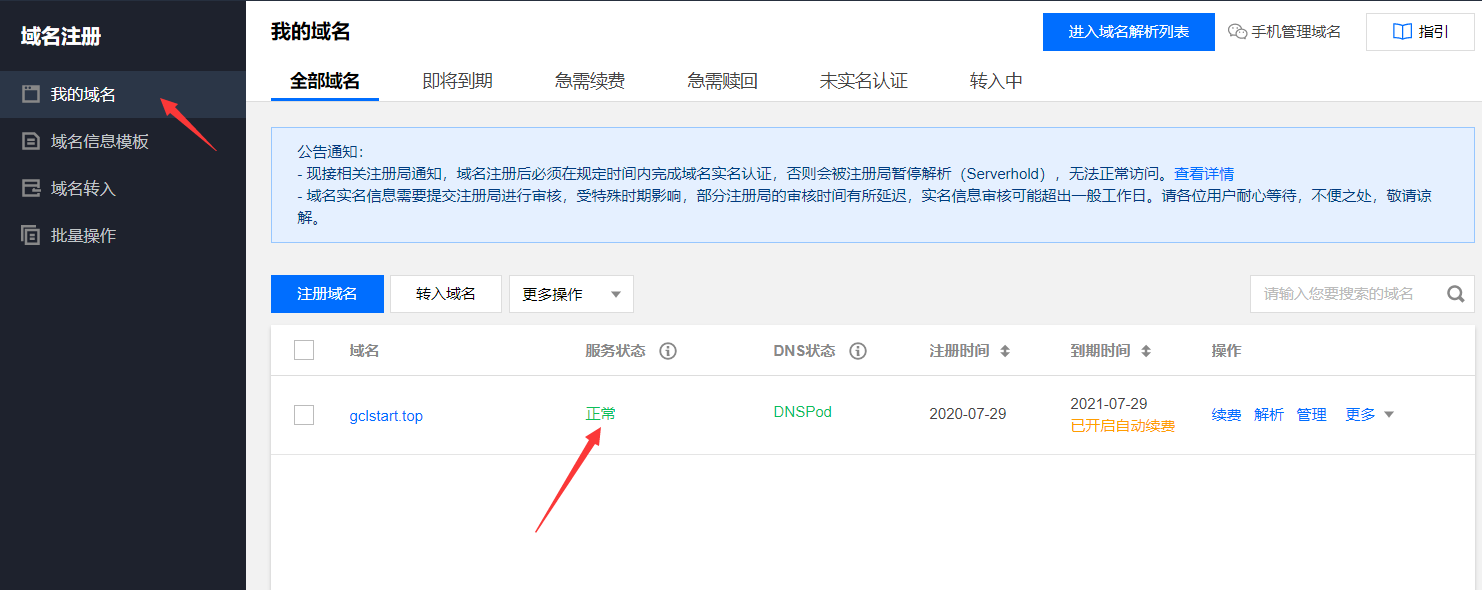 域名注册
我的域名
域名信息模板
域名转入
批量操作
我的域名
进入域名解析列表
手机管理域名
指引
全部域名
即将到期
急需续费
急需赎回
未实名认证
转入中
公告通知：
- 现接相关注册局通知，域名注册后必须在规定时间内完成域名实名认证，否则会被注册局暂停解析（Serverhold），无法正常访问。查看详情
- 域名实名信息需要提交注册局进行审核，受特殊时期影响，部分注册局的审核时间有所延迟，实名信息审核可能超出一般工作日。请各位用户耐心等待，不便之处，敬请谅
解。
注册域名
转入域名
更多操作
请输入您要搜索的域名
域名
服务状态
DNS状态
注册时间
到期时间
操作
gclstart.top
正常
DNSPod
2020-07-29
2021-07-29
已开启自动续费
续费 解析 管理 更多